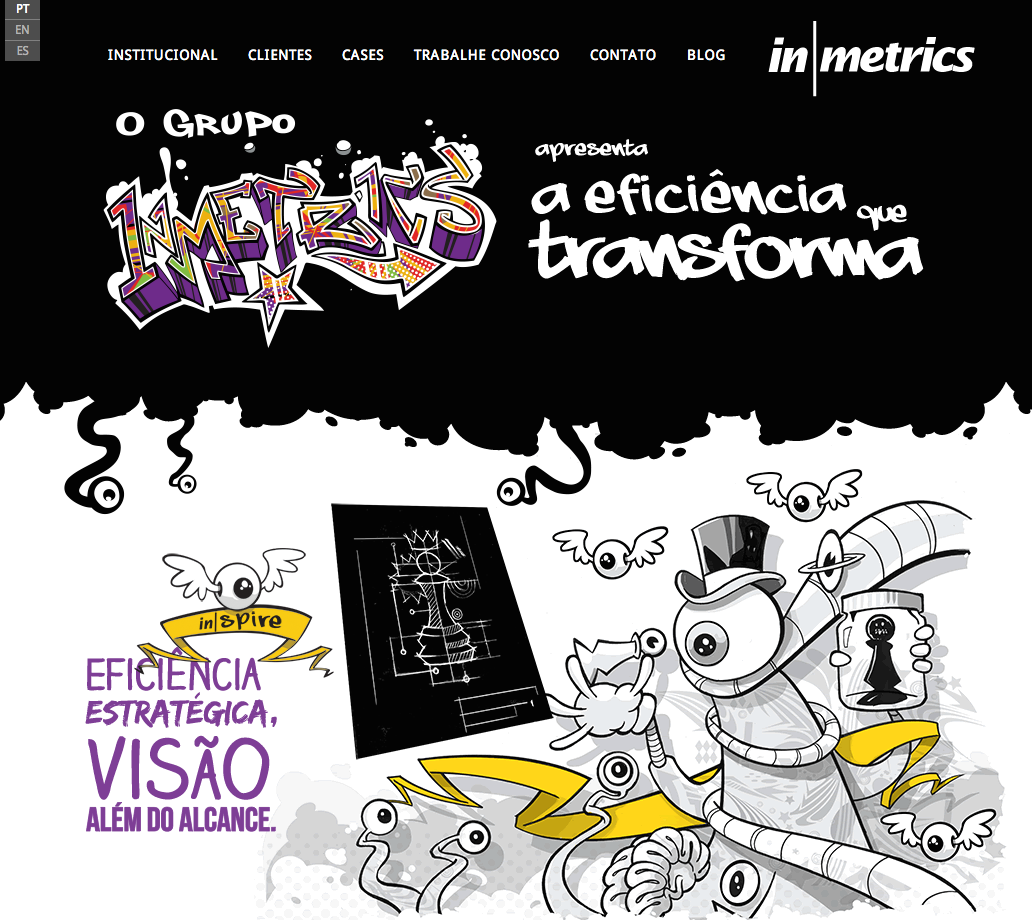 PT
EN
ES
INSTITUCIONAL CLIENTES CASES TRABALHE CONOSCO CONTATO BLOG
in|metrics
O Grupo
INMETRICS
apresenta
a eficiência
que
transforma
in|spire
EFICIÊNCIA
ESTRATÉGICA,
VISÃO
ALÉM DO ALCANCE.